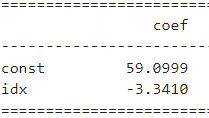 ==========================
coef
--------------------------
const 59.0999
idx -3.3410
==========================